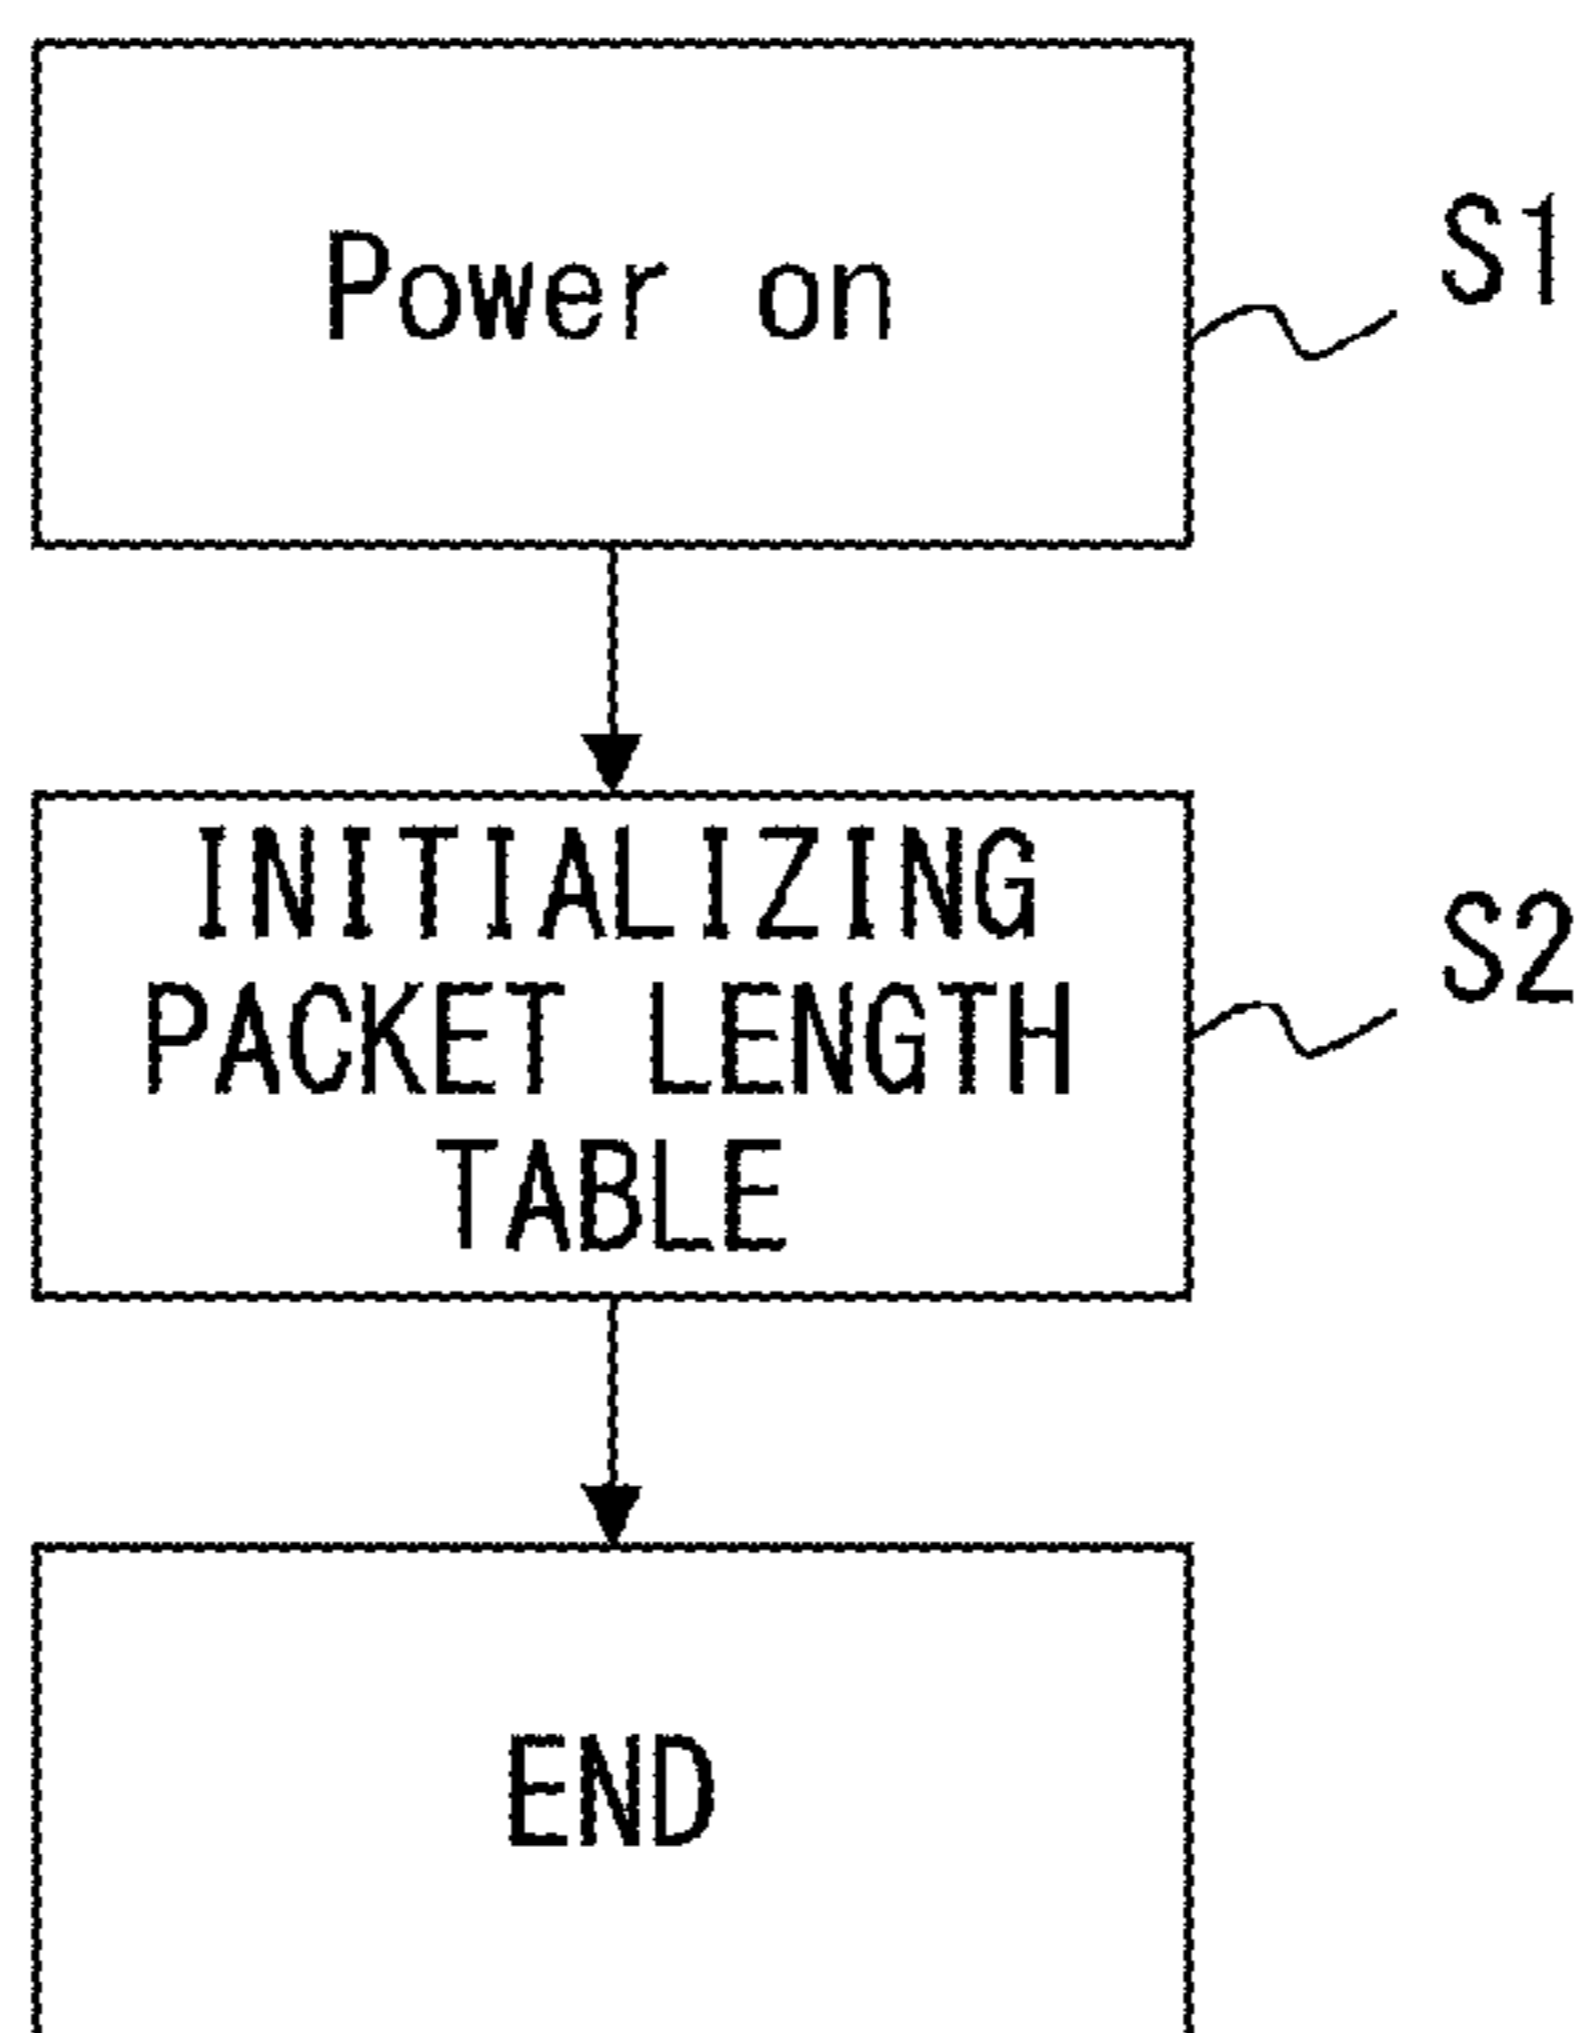 Power on
S1
INITIALIZING
PACKET LENGTH
TABLE
S2
END